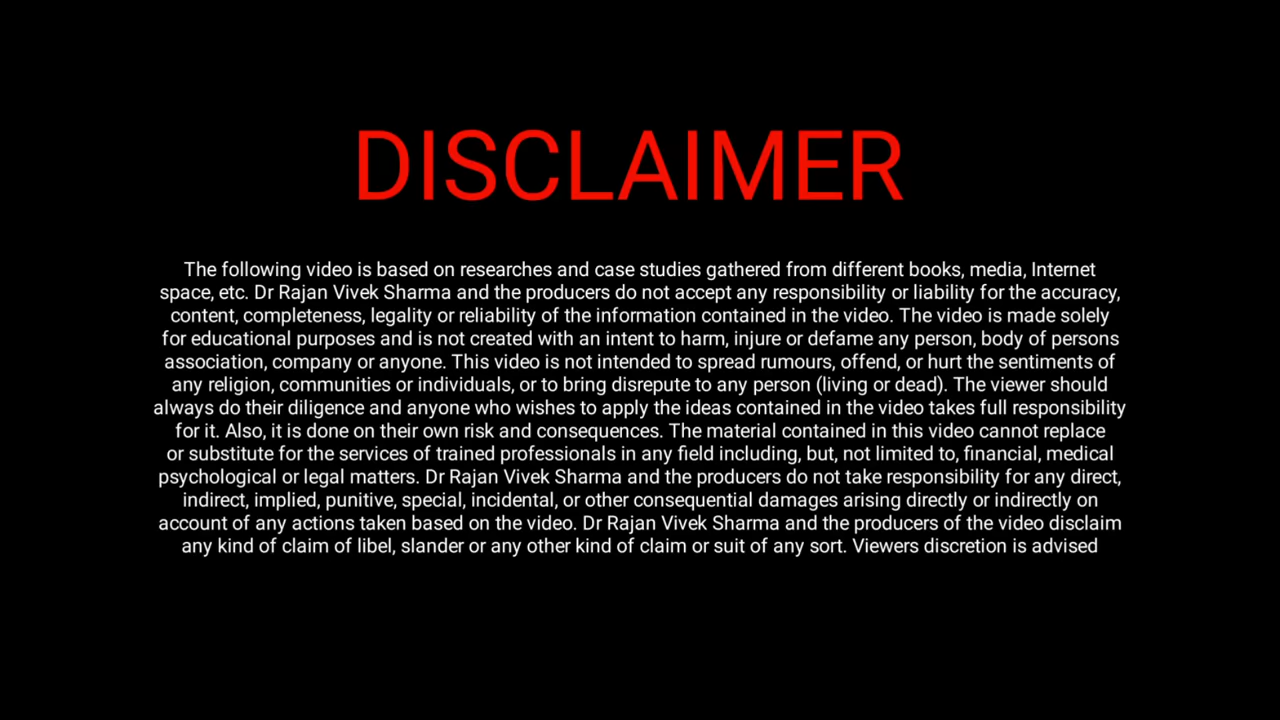 DISCLAIMER
The following video is based on researches and case studies gathered from different books, media, Internet
space, etc. Dr Rajan Vivek Sharma and the producers do not accept any responsibility or liability for the accuracy,
content, completeness, legality or reliability of the information contained in the video. The video is made solely
for educational purposes and is not created with an intent to harm, injure or defame any person, body of persons
association, company or anyone. This video is not intended to spread rumours, offend, or hurt the sentiments of
any religion, communities or individuals, or to bring disrepute to any person (living or dead). The viewer should
always do their diligence and anyone who wishes to apply the ideas contained in the video takes full responsibility
for it. Also, it is done on their own risk and consequences. The material contained in this video cannot replace
or substitute for the services of trained professionals in any field including, but, not limited to, financial, medical
psychological or legal matters. Dr Rajan Vivek Sharma and the producers do not take responsibility for any direct,
indirect, implied, punitive, special, incidental, or other consequential damages arising directly or indirectly on
account of any actions taken based on the video. Dr Rajan Vivek Sharma and the producers of the video disclaim
any kind of claim of libel, slander or any other kind of claim or suit of any sort. Viewers discretion is advised